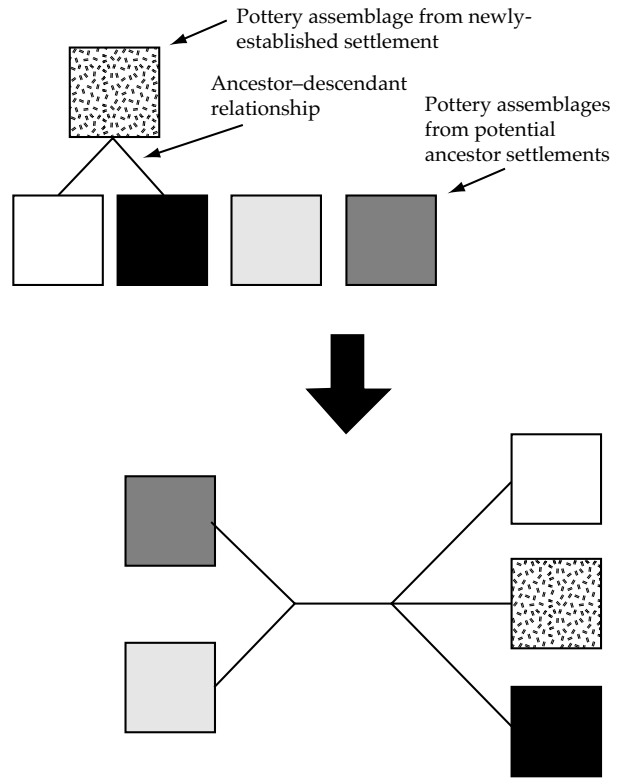 Pottery assemblage from newly-
established settlement
Ancestor–descendant
relationship
Pottery assemblages
from potential
ancestor settlements